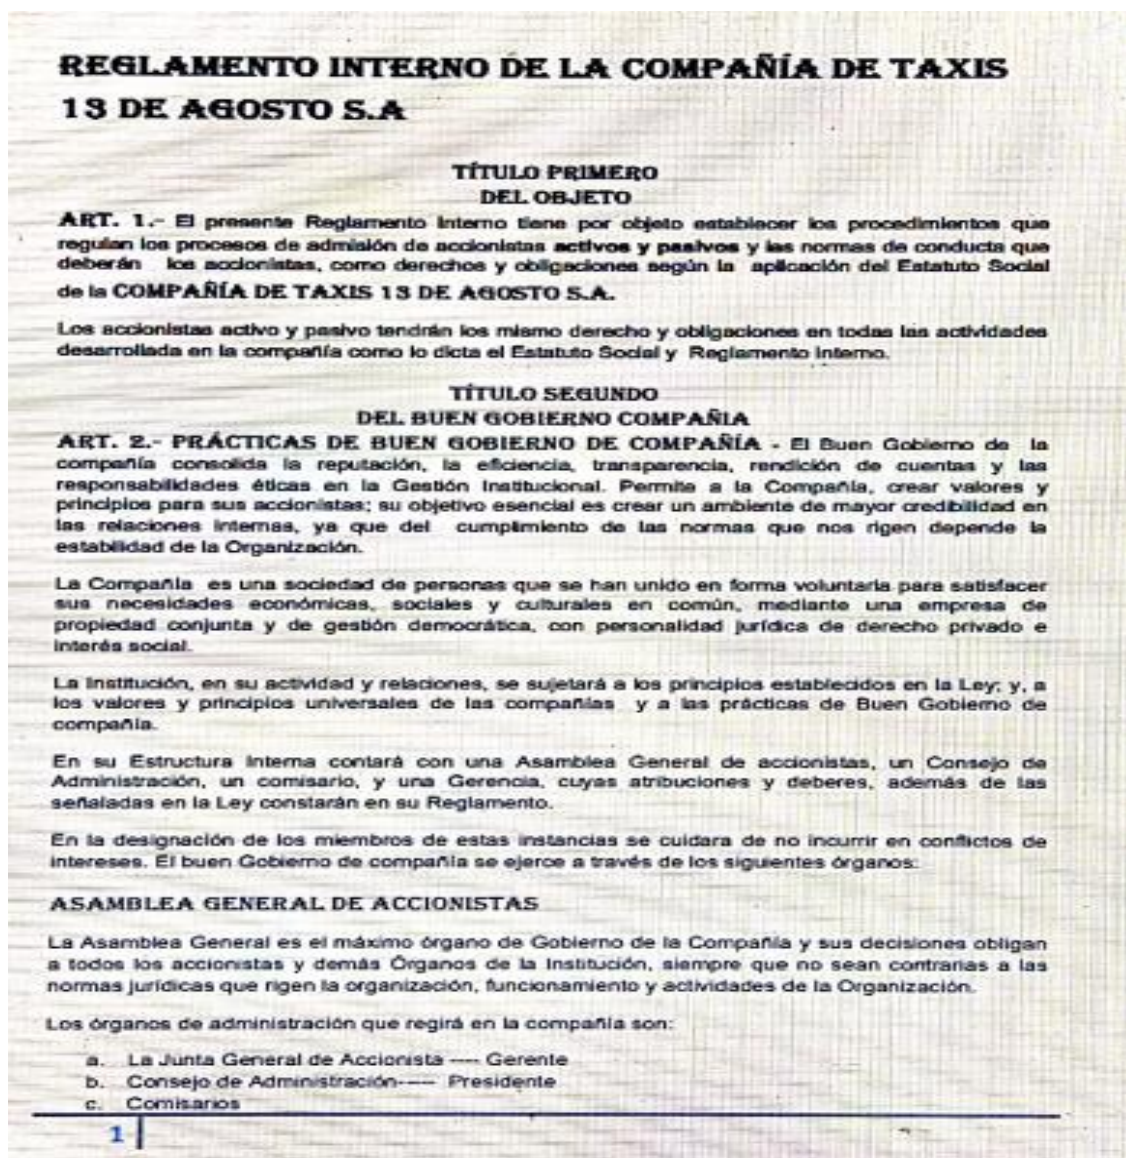 REGLAMENTO INTERNO DE LA COMPAÑÍA DE TAXIS
13 DE AGOSTO S.A
TÍTULO PRIMERO
DEL OBJETO
ART. 1.- El presente Reglamento Interno tiene por objeto establecer los procedimientos que
regulan los procesos de admisión de accionistas activos y pasivos y las normas de conducta que
deberán los accionistas, como derechos y obligaciones según la aplicación del Estatuto Social
de la COMPAÑÍA DE TAXIS 13 DE AGOSTO S.A.
Los accionistas activo y pasivo tendrán los mismo derecho y obligaciones en todas las actividades
desarrollada en la compañía como lo dicta el Estatuto Social y Reglamento Interno.
TÍTULO SEGUNDO
DEL BUEN GOBIERNO COMPAÑIA
ART. 2.- PRÁCTICAS DE BUEN GOBIERNO DE COMPAÑÍA - El Buen Gobierno de la
compañía consolida la reputación, la eficiencia, transparencia, rendición de cuentas y las
responsabilidades éticas en la Gestión Institucional. Permite a la Compañía, crear valores y
principios para sus accionistas; su objetivo esencial es crear un ambiente de mayor credibilidad en
las relaciones internas, ya que del cumplimiento de las normas que nos rigen depende la
estabilidad de la Organización.
La Compañía es una sociedad de personas que se han unido en forma voluntaria para satisfacer
sus necesidades económicas, sociales y culturales en común, mediante una empresa de
propiedad conjunta y de gestión democrática, con personalidad jurídica de derecho privado e
interés social.
La Institución, en su actividad y relaciones, se sujetará a los principios establecidos en la Ley; y, a
los valores y principios universales de las compañías y a las prácticas de Buen Gobierno de
compañía.
En su Estructura Interna contará con una Asamblea General de accionistas, un Consejo de
Administración, un comisario, y una Gerencia, cuyas atribuciones y deberes, además de las
señaladas en la Ley constarán en su Reglamento.
En la designación de los miembros de estas instancias se cuidara de no incurrir en conflictos de
intereses. El buen Gobierno de compañía se ejerce a través de los siguientes órganos:
ASAMBLEA GENERAL DE ACCIONISTAS
La Asamblea General es el máximo órgano de Gobierno de la Compañía y sus decisiones obligan
a todos los accionistas y demás Órganos de la Institución, siempre que no sean contrarias a las
normas jurídicas que rigen la organización, funcionamiento y actividades de la Organización.
Los órganos de administración que regirá en la compañía son:
a. La Junta General de Accionista ---- Gerente
b. Consejo de Administración----- Presidente
c. Comisarios
1